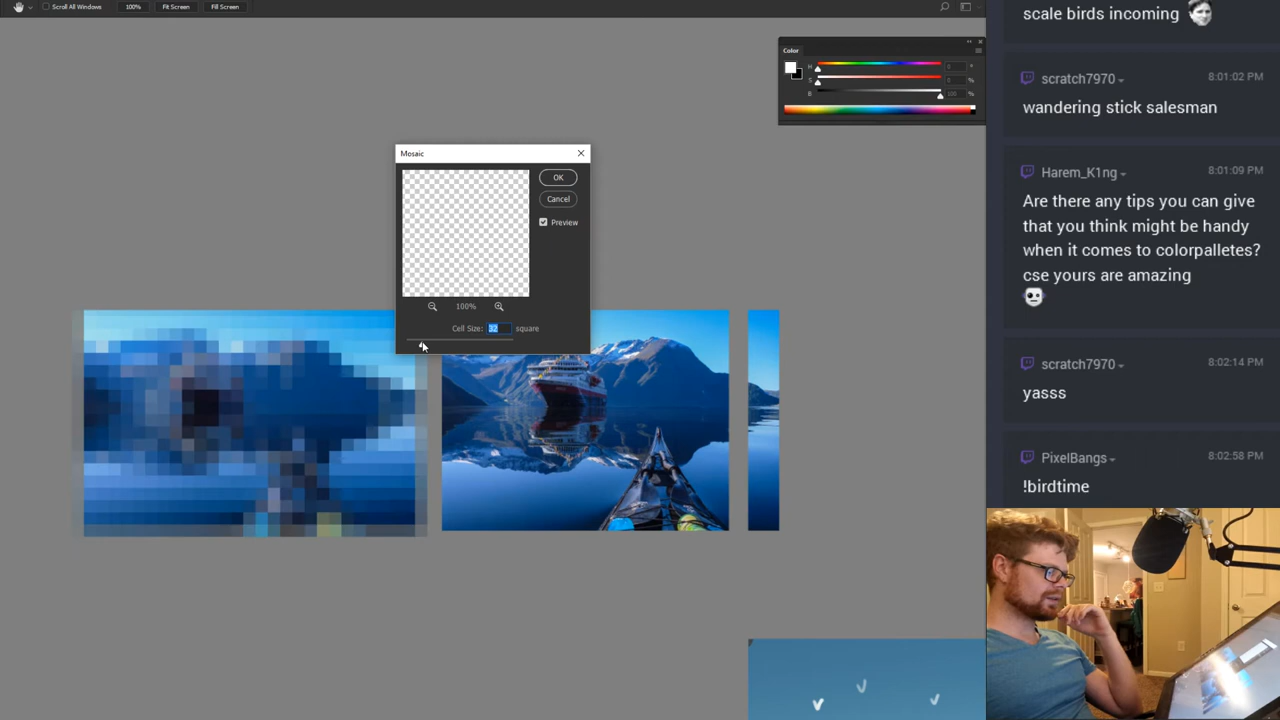 Scroll All Windows
100%
Fit Screen
Fill Screen
Color
H
°
S
%
B
%
Mosaic
OK
Cancel
Preview
100%
Cell Size: 32 square
scale birds incoming
scratch7970 8:01:02 PM
wandering stick salesman
Harem_K1ng 8:01:09 PM
Are there any tips you can give
that you think might be handy
when it comes to colorpalletes?
cse yours are amazing
scratch7970 8:02:14 PM
yasss
PixelBangs 8:02:58 PM
!birdtime